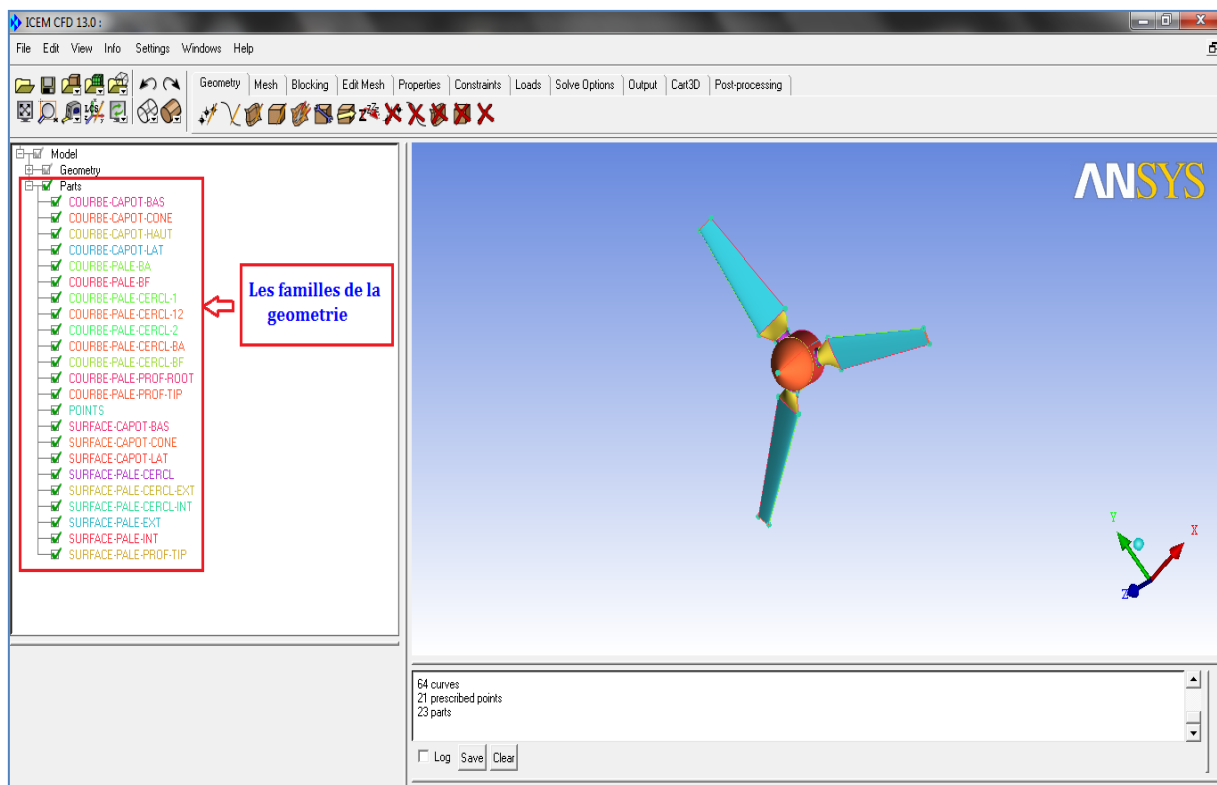 ICEM CFD 13.0 :
File Edit View Info Settings Windows Help
Geometry Mesh Blocking Edit Mesh Properties Constraints Loads Solve Options Output Cart3D Post-processing
Model
Geometry
Parts
COURBE-CAPOT-BAS
COURBE-CAPOT-CONE
COURBE-CAPOT-HAUT
COURBE-CAPOT-LAT
COURBE-PALE-BA
COURBE-PALE-BF
COURBE-PALE-CERCL-1
COURBE-PALE-CERCL-12
COURBE-PALE-CERCL-2
COURBE-PALE-CERCL-BA
COURBE-PALE-CERCL-BF
COURBE-PALE-PROF-ROOT
COURBE-PALE-PROF-TIP
POINTS
SURFACE-CAPOT-BAS
SURFACE-CAPOT-CONE
SURFACE-CAPOT-LAT
SURFACE-PALE-CERCL
SURFACE-PALE-CERCL-EXT
SURFACE-PALE-CERCL-INT
SURFACE-PALE-EXT
SURFACE-PALE-INT
SURFACE-PALE-PROF-TIP
Les familles de la
geometrie
ANSYS
Y
X
Z
64 curves
21 prescribed points
23 parts
Log Save Clear